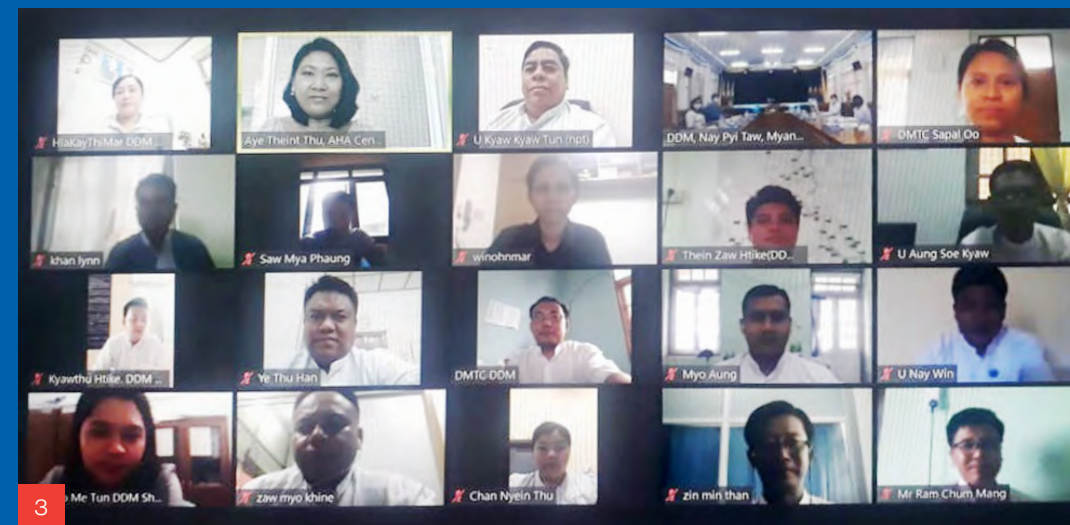 HlaKayThiMar DDM ...
Aye Theint Thu, AHA Cen...
U Kyaw Kyaw Tun (npt)
DDM, Nay Pyi Taw, Myan...
DMTC Sapal Oo
khan lynn
Saw Mya Phaung
winohnmar
Thein Zaw Htike(DD...
U Aung Soe Kyaw
Kyawthu Htike. DDM ...
Ye Thu Han
DMTC DDM
Myo Aung
U Nay Win
Me Tun DDM Sh...
zaw myo khine
Chan Nyein Thu
zin min than
Mr Ram Chum Mang
3